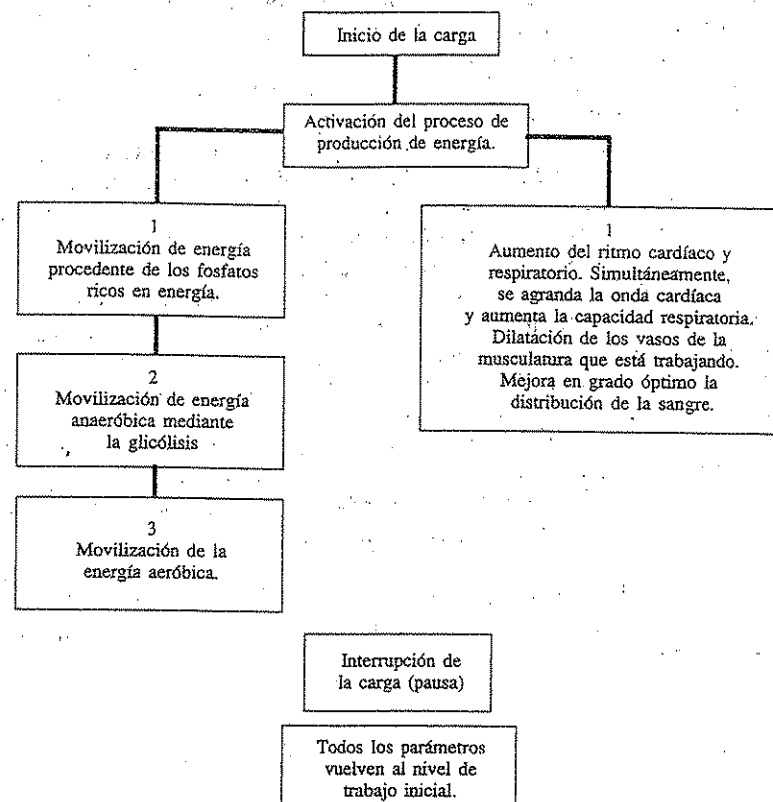 Inicio de la carga
Activación del proceso de
producción de energía.
1
Movilización de energía
procedente de los fosfatos
ricos en energía.
2
Movilización de energía
anaeróbica mediante
la glicólisis
3
Movilización de la
energía aeróbica.
1
Aumento del ritmo cardíaco y
respiratorio. Simultáneamente,
se agranda la onda cardíaca
y aumenta la capacidad respiratoria.
Dilatación de los vasos de la
musculatura que está trabajando.
Mejora en grado óptimo la
distribución de la sangre.
Interrupción de
la carga (pausa)
Todos los parámetros
vuelven al nivel de
trabajo inicial.